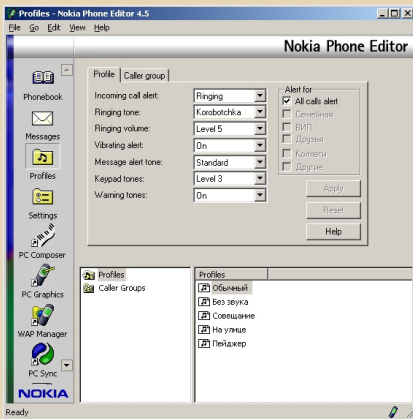 Profiles - Nokia Phone Editor 4.5
File Go Edit View Help
Nokia Phone Editor
Phonebook
Messages
Profiles
Settings
PC Composer
PC Graphics
WAP Manager
PC Sync
NOKIA
Profile Caller group
Incoming call alert: Ringing
Ringing tone: Korobotchka
Ringing volume: Level 5
Vibrating alert: On
Message alert tone: Standard
Keypad tones: Level 3
Warning tones: On
Alert for
All calls alert
Семейная
ВИП
Друзья
Коллеги
Другие
Apply
Reset
Help
Profiles
Caller Groups
Profiles
Обычный
Без звука
Совещание
На улице
Пейджер
Ready